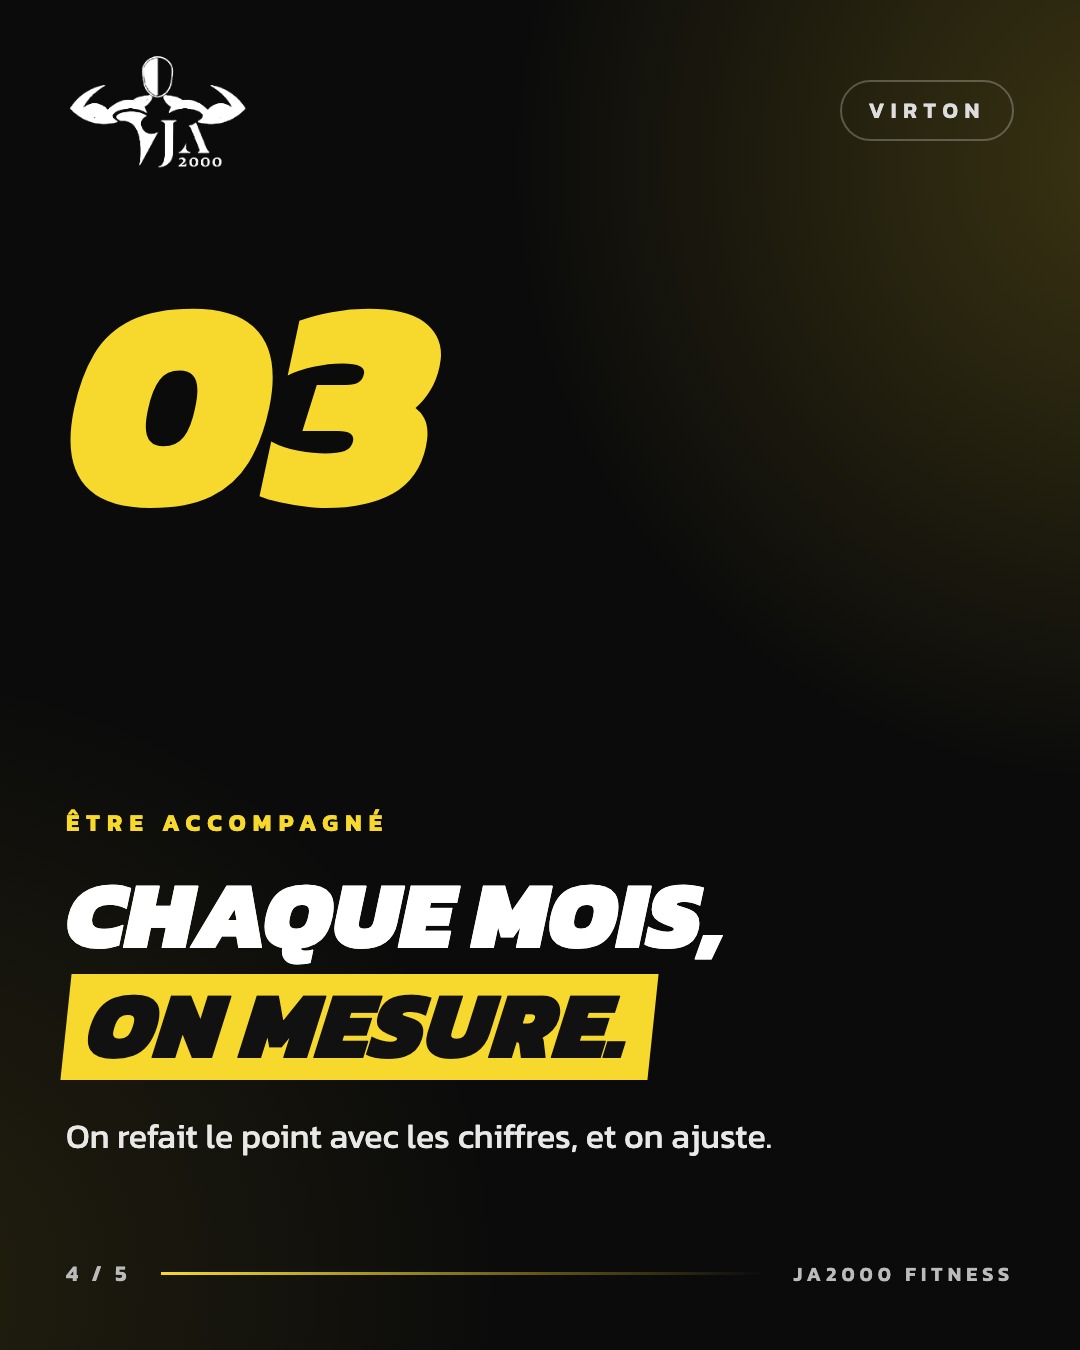 JA
2000
VIRTON
03
ÊTRE ACCOMPAGNÉ
CHAQUE MOIS,
ON MESURE.
On refait le point avec les chiffres, et on ajuste.
4 / 5
JA2000 FITNESS